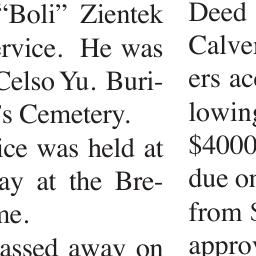 “Boli” Zientek
ervice. He was
Celso Yu. Buri-
’s Cemetery.
ice was held at
ay at the Bre-
ne.
assed away on
Deed
Calver
ers acc
lowing
$4000
due on
from S
approv